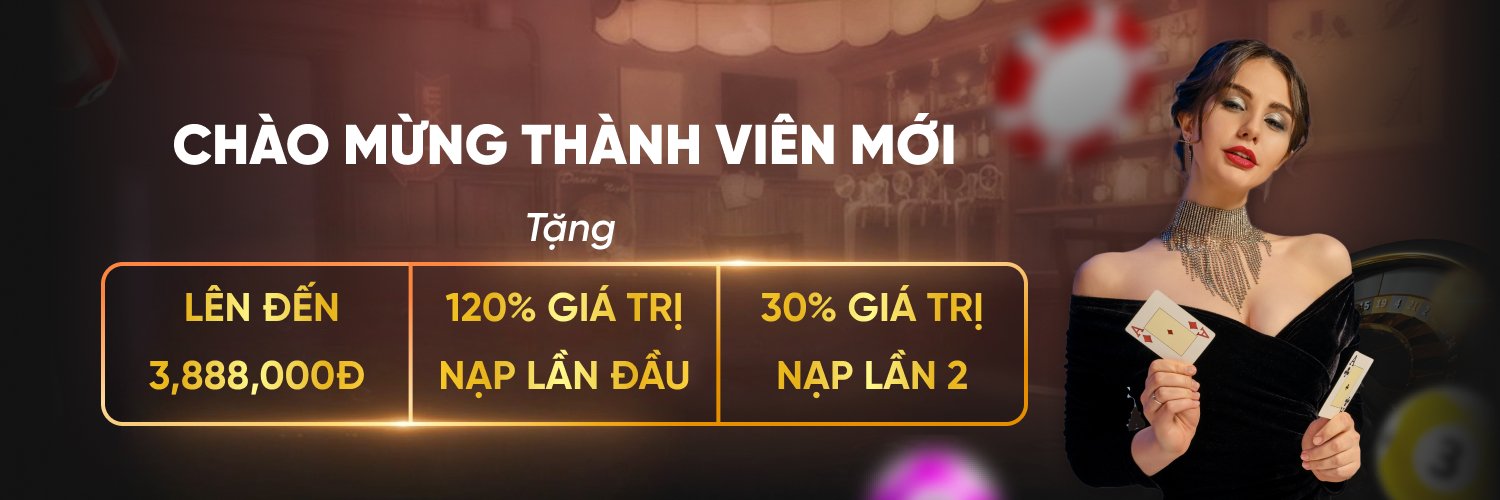 CHÀO MỪNG THÀNH VIÊN MỚI
Tặng
LÊN ĐẾN
3,888,000Đ
120% GIÁ TRỊ
NẠP LẦN ĐẦU
30% GIÁ TRỊ
NẠP LẦN 2
A
A
3